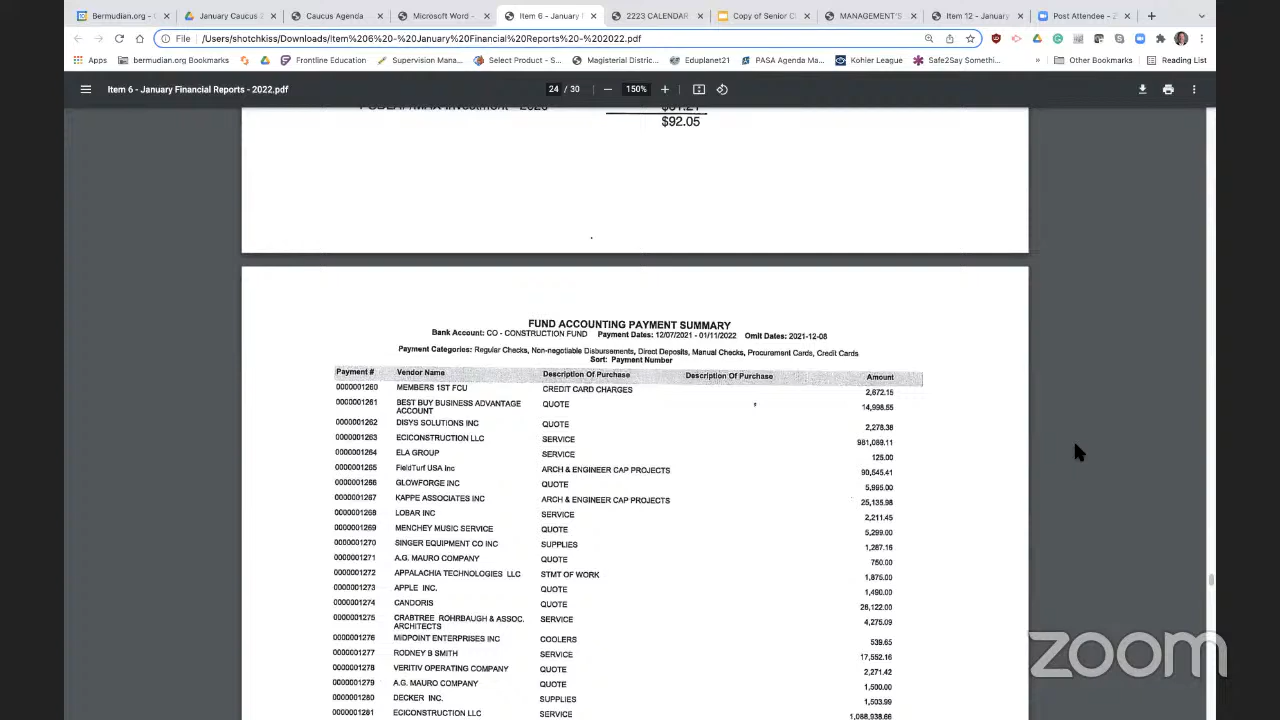 Bermudian.org - C
January Caucus 2
Caucus Agenda
Microsoft Word -
Item 6 - January F
2223 CALENDAR
Copy of Senior Cl
MANAGEMENT'S
Item 12 - January
Post Attendee - Z
File /Users/shotchkiss/Downloads/Item%206%20-%20January%20Financial%20Reports%20-%202022.pdf
Apps bermudian.org Bookmarks Frontline Education Supervision Mana... Select Product - S... Magisterial Distric... Eduplanet21 PASA Agenda Ma... Kohler League Safe2Say Somethi... » Other Bookmarks Reading List
Item 6 - January Financial Reports - 2022.pdf 24 / 30 — 150% +
$92.05
FUND ACCOUNTING PAYMENT SUMMARY
Bank Account: CO - CONSTRUCTION FUND Payment Dates: 12/07/2021 - 01/11/2022 Omit Dates: 2021-12-08
Payment Categories: Regular Checks, Non-negotiable Disbursements, Direct Deposits, Manual Checks, Procurement Cards, Credit Cards
Sort: Payment Number
Payment # Vendor Name Description Of Purchase Description Of Purchase Amount
0000001260 MEMBERS 1ST FCU CREDIT CARD CHARGES 2,672.15
0000001261 BEST BUY BUSINESS ADVANTAGE ACCOUNT QUOTE 14,998.55
0000001262 DISYS SOLUTIONS INC QUOTE 2,278.38
0000001263 ECICONSTRUCTION LLC SERVICE 981,089.11
0000001264 ELA GROUP SERVICE 125.00
0000001265 FieldTurf USA Inc ARCH & ENGINEER CAP PROJECTS 90,545.41
0000001266 GLOWFORGE INC QUOTE 5,995.00
0000001267 KAPPE ASSOCIATES INC ARCH & ENGINEER CAP PROJECTS 25,135.98
0000001268 LOBAR INC SERVICE 2,211.45
0000001269 MENCHEY MUSIC SERVICE QUOTE 5,299.00
0000001270 SINGER EQUIPMENT CO INC SUPPLIES 1,287.16
0000001271 A.G. MAURO COMPANY QUOTE 750.00
0000001272 APPALACHIA TECHNOLOGIES LLC STMT OF WORK 1,875.00
0000001273 APPLE INC. QUOTE 1,490.00
0000001274 CANDORIS QUOTE 28,122.00
0000001275 CRABTREE ROHRBAUGH & ASSOC. ARCHITECTS SERVICE 4,275.09
0000001276 MIDPOINT ENTERPRISES INC COOLERS 539.65
0000001277 RODNEY B SMITH SERVICE 17,552.16
0000001278 VERITIV OPERATING COMPANY QUOTE 2,271.42
0000001279 A.G. MAURO COMPANY QUOTE 1,500.00
0000001280 DECKER INC. SUPPLIES 1,503.99
0000001281 ECICONSTRUCTION LLC SERVICE 1,088,938.66
zoom